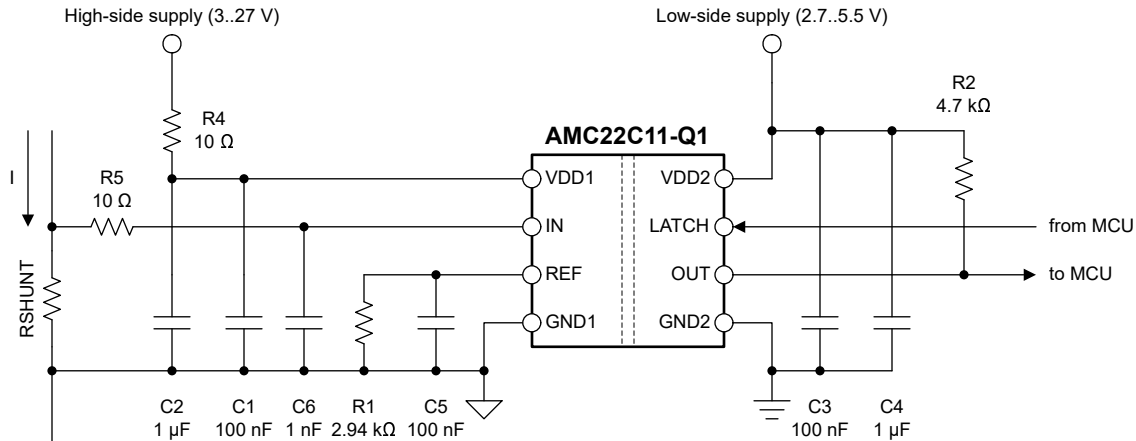 High-side supply (3..27 V)
Low-side supply (2.7..5.5 V)
R4
10 Ω
R2
4.7 kΩ
AMC22C11-Q1
I
R5
10 Ω
VDD1
VDD2
IN
LATCH
from MCU
REF
OUT
to MCU
RSHUNT
GND1
GND2
C2
1 µF
C1
100 nF
C6
1 nF
R1
2.94 kΩ
C5
100 nF
C3
100 nF
C4
1 µF